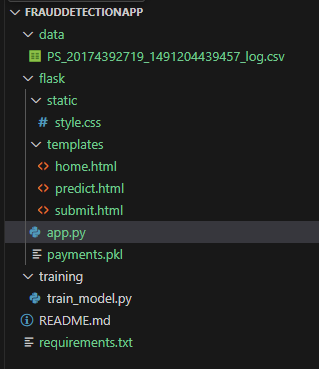 FRAUDDETECTIONAPP
data
PS_20174392719_1491204439457_log.csv
flask
static
style.css
templates
home.html
predict.html
submit.html
app.py
payments.pkl
training
train_model.py
README.md
requirements.txt